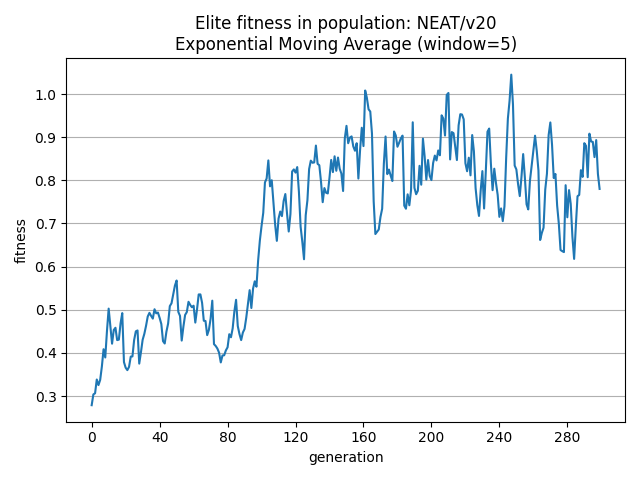 Elite fitness in population: NEAT/v20
Exponential Moving Average (window=5)
fitness
1.0
0.9
0.8
0.7
0.6
0.5
0.4
0.3
0 40 80 120 160 200 240 280
generation